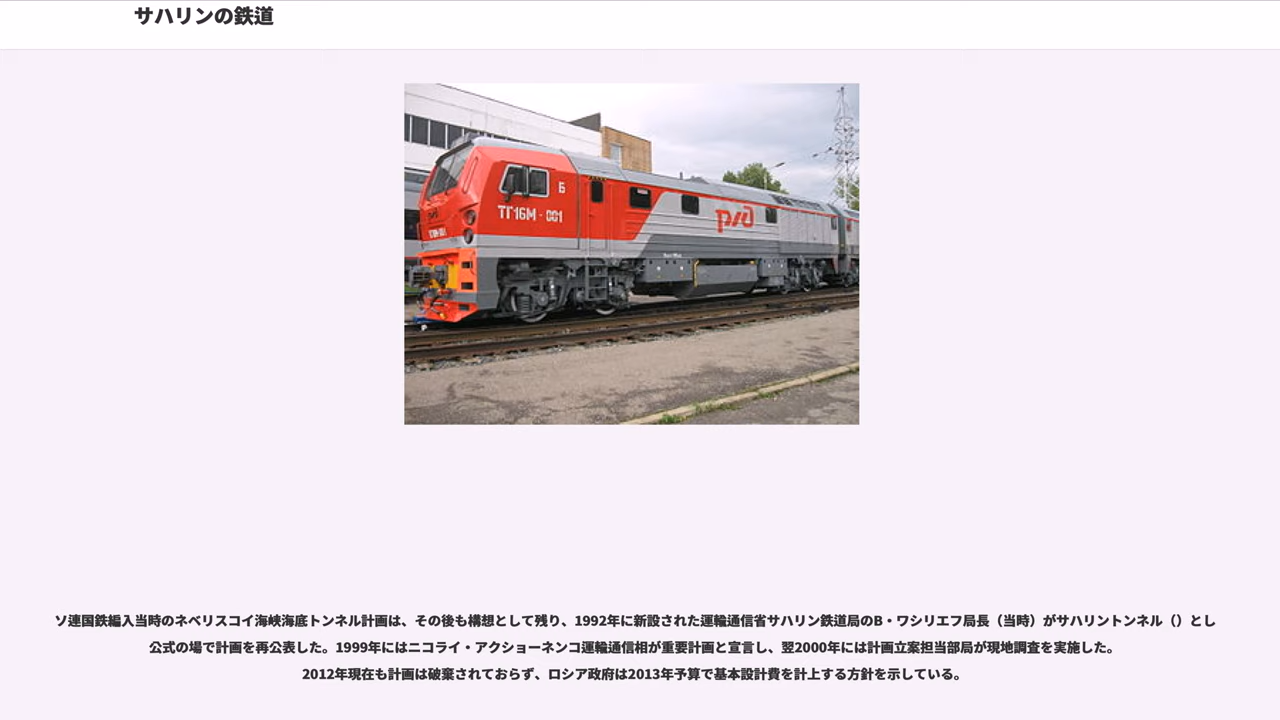 サハリンの鉄道
Б
ТГ16М - 001
ржд
ソ連国鉄編入当時のネベリスコイ海峡海底トンネル計画は、その後も構想として残り、1992年に新設された運輸通信省サハリン鉄道局のB・ワシリエフ局長（当時）がサハリントンネル（）とし
公式の場で計画を再公表した。1999年にはニコライ・アクショーネンコ運輸通信相が重要計画と宣言し、翌2000年には計画立案担当部局が現地調査を実施した。
2012年現在も計画は破棄されておらず、ロシア政府は2013年予算で基本設計費を計上する方針を示している。